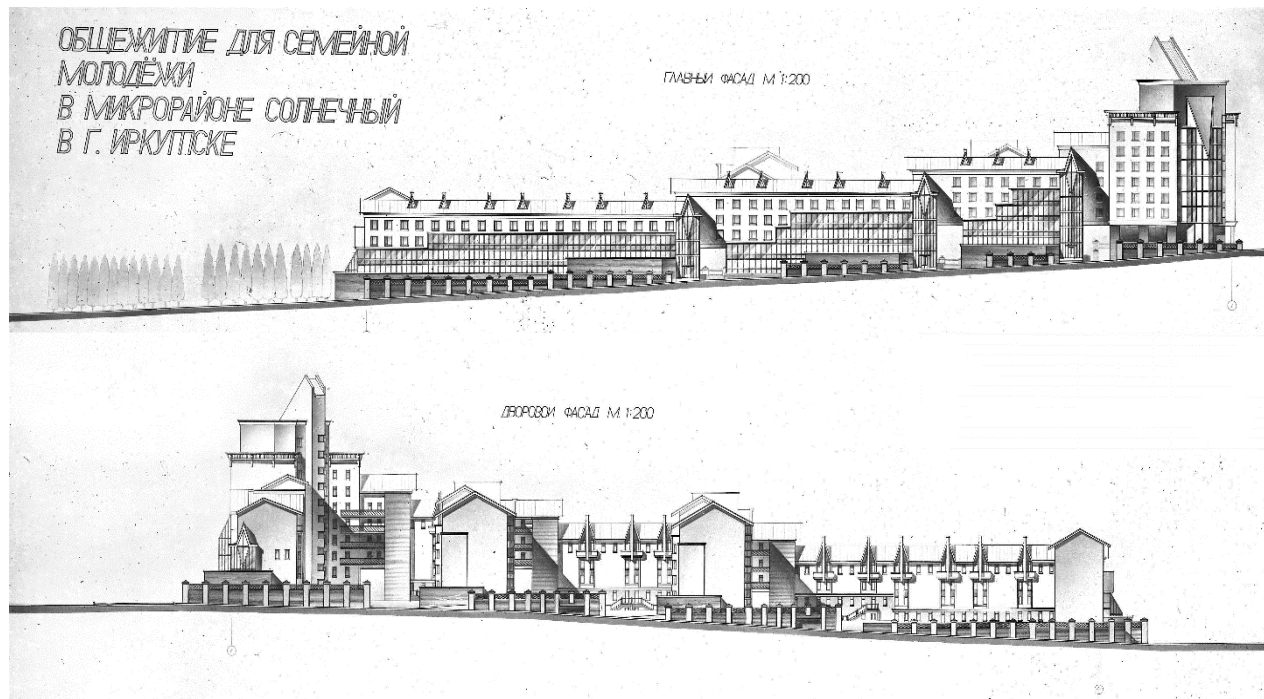 ОБЩЕЖИТИЕ ДЛЯ СЕМЕЙНОЙ
МОЛОДЁЖИ
В МИКРОРАЙОНЕ СОЛНЕЧНЫЙ
В Г. ИРКУТСКЕ
ГЛАВНЫЙ ФАСАД М 1:200
ДВОРОВОЙ ФАСАД М 1:200